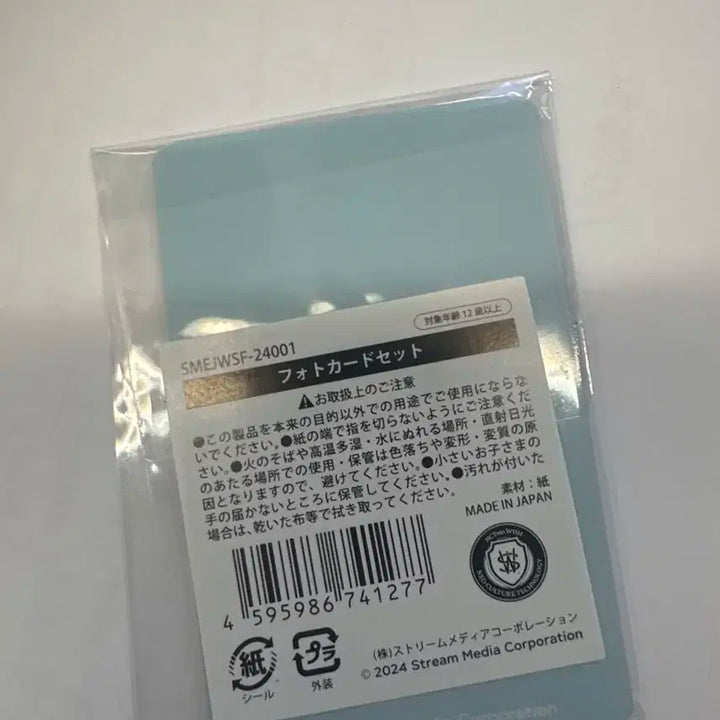 対象年齢12歳以上
SMEJWSF-24001
フォトカードセット
⚠お取扱上のご注意
●この製品を本来の目的以外での用途でご使用にならな
いでください。●紙の端で指を切らないようにご注意くだ
さい。●火のそばや高温多湿・水にぬれる場所・直射日光
のあたる場所での使用・保管は色落ちや変形・変質の原
因となりますので、避けてください。●小さいお子さまの
手の届かないところに保管してください。●汚れが付いた
場合は、乾いた布等で拭き取ってください。
素材：紙
MADE IN JAPAN
4 595986 741277
NCT WISH
NEO CULTURE TECHNOLOGY
紙
シール
プラ
外装
(株)ストリームメディアコーポレーション
© 2024 Stream Media Corporation
Corporation